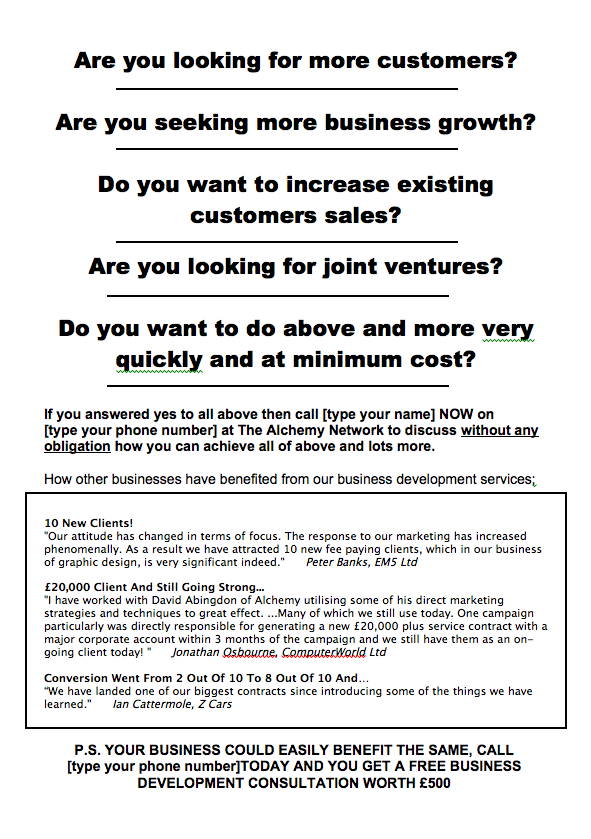 Are you looking for more customers?
Are you seeking more business growth?
Do you want to increase existing
customers sales?
Are you looking for joint ventures?
Do you want to do above and more very
quickly and at minimum cost?
If you answered yes to all above then call [type your name] NOW on
[type your phone number] at The Alchemy Network to discuss without any
obligation how you can achieve all of above and lots more.
How other businesses have benefited from our business development services;
10 New Clients!
"Our attitude has changed in terms of focus. The response to our marketing has increased
phenomenally. As a result we have attracted 10 new fee paying clients, which in our business
of graphic design, is very significant indeed." Peter Banks, EM5 Ltd
£20,000 Client And Still Going Strong...
"I have worked with David Abingdon of Alchemy utilising some of his direct marketing
strategies and techniques to great effect. ...Many of which we still use today. One campaign
particularly was directly responsible for generating a new £20,000 plus service contract with a
major corporate account within 3 months of the campaign and we still have them as an on-
going client today! " Jonathan Osbourne, ComputerWorld Ltd
Conversion Went From 2 Out Of 10 To 8 Out Of 10 And...
"We have landed one of our biggest contracts since introducing some of the things we have
learned." Ian Cattermole, Z Cars
P.S. YOUR BUSINESS COULD EASILY BENEFIT THE SAME, CALL
[type your phone number]TODAY AND YOU GET A FREE BUSINESS
DEVELOPMENT CONSULTATION WORTH £500